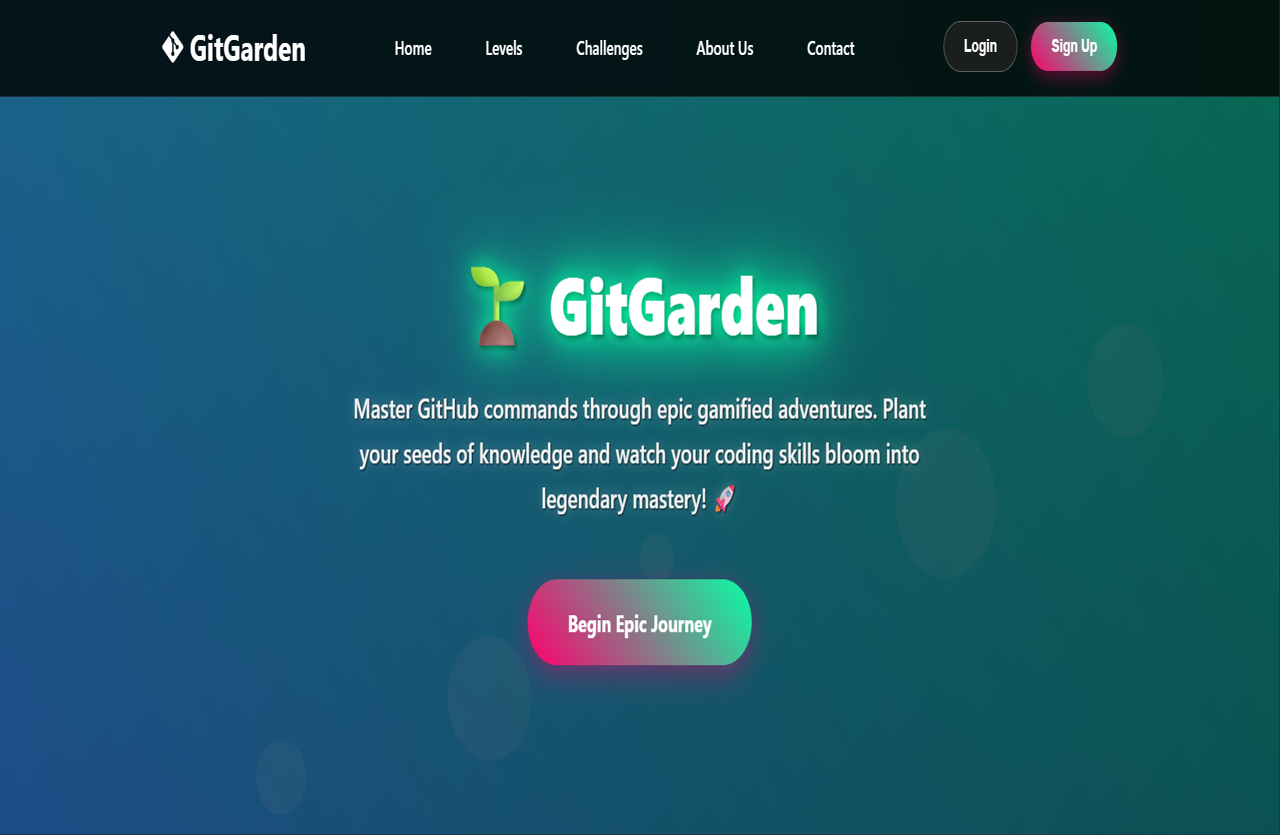 GitGarden
Home
Levels
Challenges
About Us
Contact
Login
Sign Up
GitGarden
Master GitHub commands through epic gamified adventures. Plant
your seeds of knowledge and watch your coding skills bloom into
legendary mastery! 🚀
Begin Epic Journey